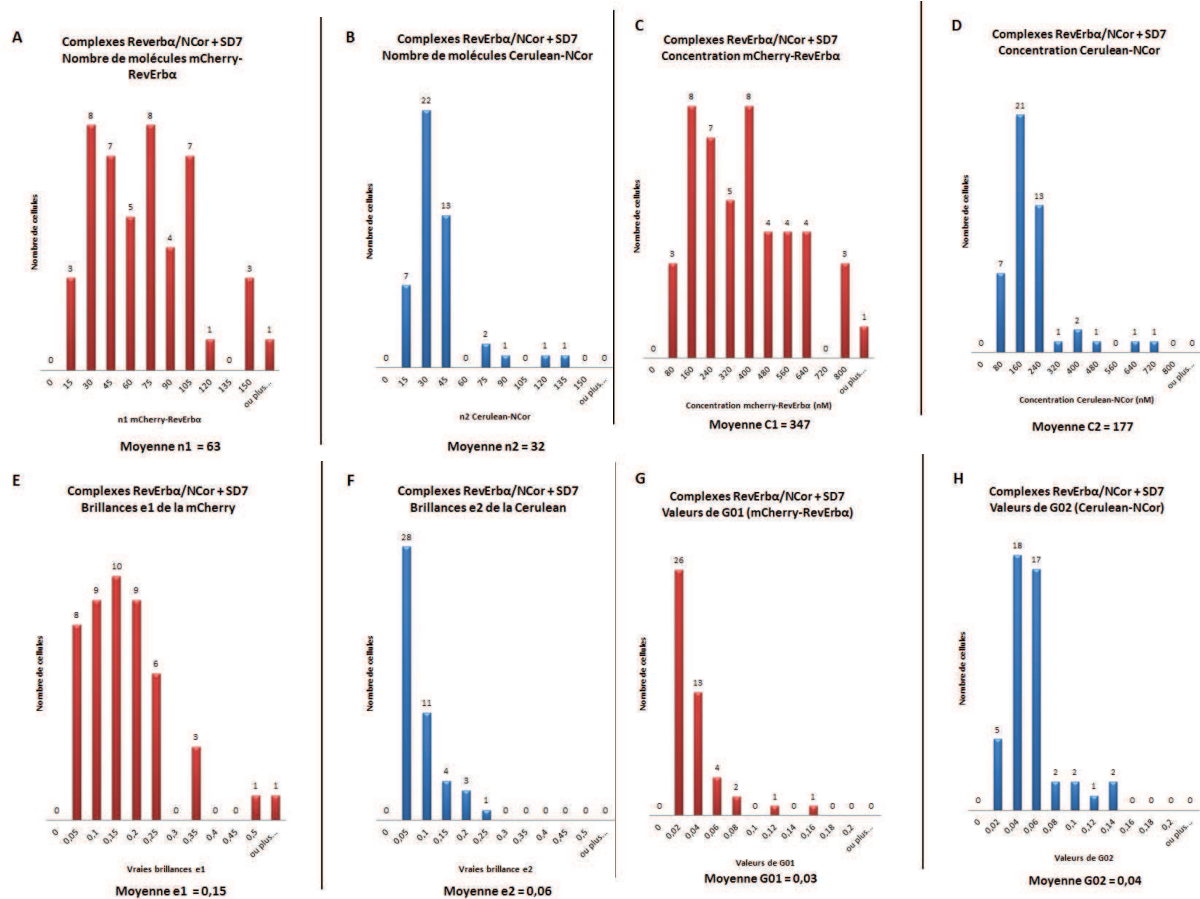 A
Complexes Reverbα/NCor + SD7
Nombre de molécules mCherry-
RevErbα
Nombre de cellules
0 3 8 7 5 8 4 7 1 0 3 1
0 15 30 45 60 75 90 105 120 135 150 ou plus...
n1 mCherry-RevErbα
Moyenne n1 = 63
B
Complexes RevErbα/NCor + SD7
Nombre de molécules Cerulean-NCor
Nombre de cellules
0 7 22 13 0 2 1 0 1 1 0 0
0 15 30 45 60 75 90 105 120 135 150 ou plus...
n2 Cerulean-NCor
Moyenne n2 = 32
C
Complexes RevErbα/NCor + SD7
Concentration mCherry-RevErbα
Nombre de cellules
0 3 8 7 5 8 4 4 4 0 3 1
0 80 160 240 320 400 480 560 640 720 800 ou plus...
Concentration mcherry-RevErbα (nM)
Moyenne C1 = 347
D
Complexes RevErbα/NCor + SD7
Concentration Cerulean-NCor
Nombre de cellules
0 7 21 13 1 2 1 0 1 1 0 0
0 80 160 240 320 400 480 560 640 720 800 ou plus...
Concentration Cerulean-NCor (nM)
Moyenne C2 = 177
E
Complexes RevErbα/NCor + SD7
Brillances e1 de la mCherry
Nombre de cellules
0 8 9 10 9 6 0 3 0 0 1 1
0 0,05 0,1 0,15 0,2 0,25 0,3 0,35 0,4 0,45 0,5 ou plus...
Vraies brillances e1
Moyenne e1 = 0,15
F
Complexes RevErbα/NCor + SD7
Brillances e2 de la Cerulean
Nombre de cellules
0 28 11 4 3 1 0 0 0 0 0 0
0 0,05 0,1 0,15 0,2 0,25 0,3 0,35 0,4 0,45 0,5 ou plus...
Vraies brillance e2
Moyenne e2 = 0,06
G
Complexes RevErbα/NCor + SD7
Valeurs de G01 (mCherry-RevErbα)
Nombre de cellules
0 26 13 4 2 0 1 0 1 0 0 0
0 0,02 0,04 0,06 0,08 0,1 0,12 0,14 0,16 0,18 0,2 ou plus...
Valeurs de G01
Moyenne G01 = 0,03
H
Complexes RevErbα/NCor + SD7
Valeurs de G02 (Cerulean-NCor)
Nombre de cellules
0 5 18 17 2 2 1 2 0 0 0 0
0 0,02 0,04 0,06 0,08 0,1 0,12 0,14 0,16 0,18 0,2 ou plus...
Valeurs de G02
Moyenne G02 = 0,04